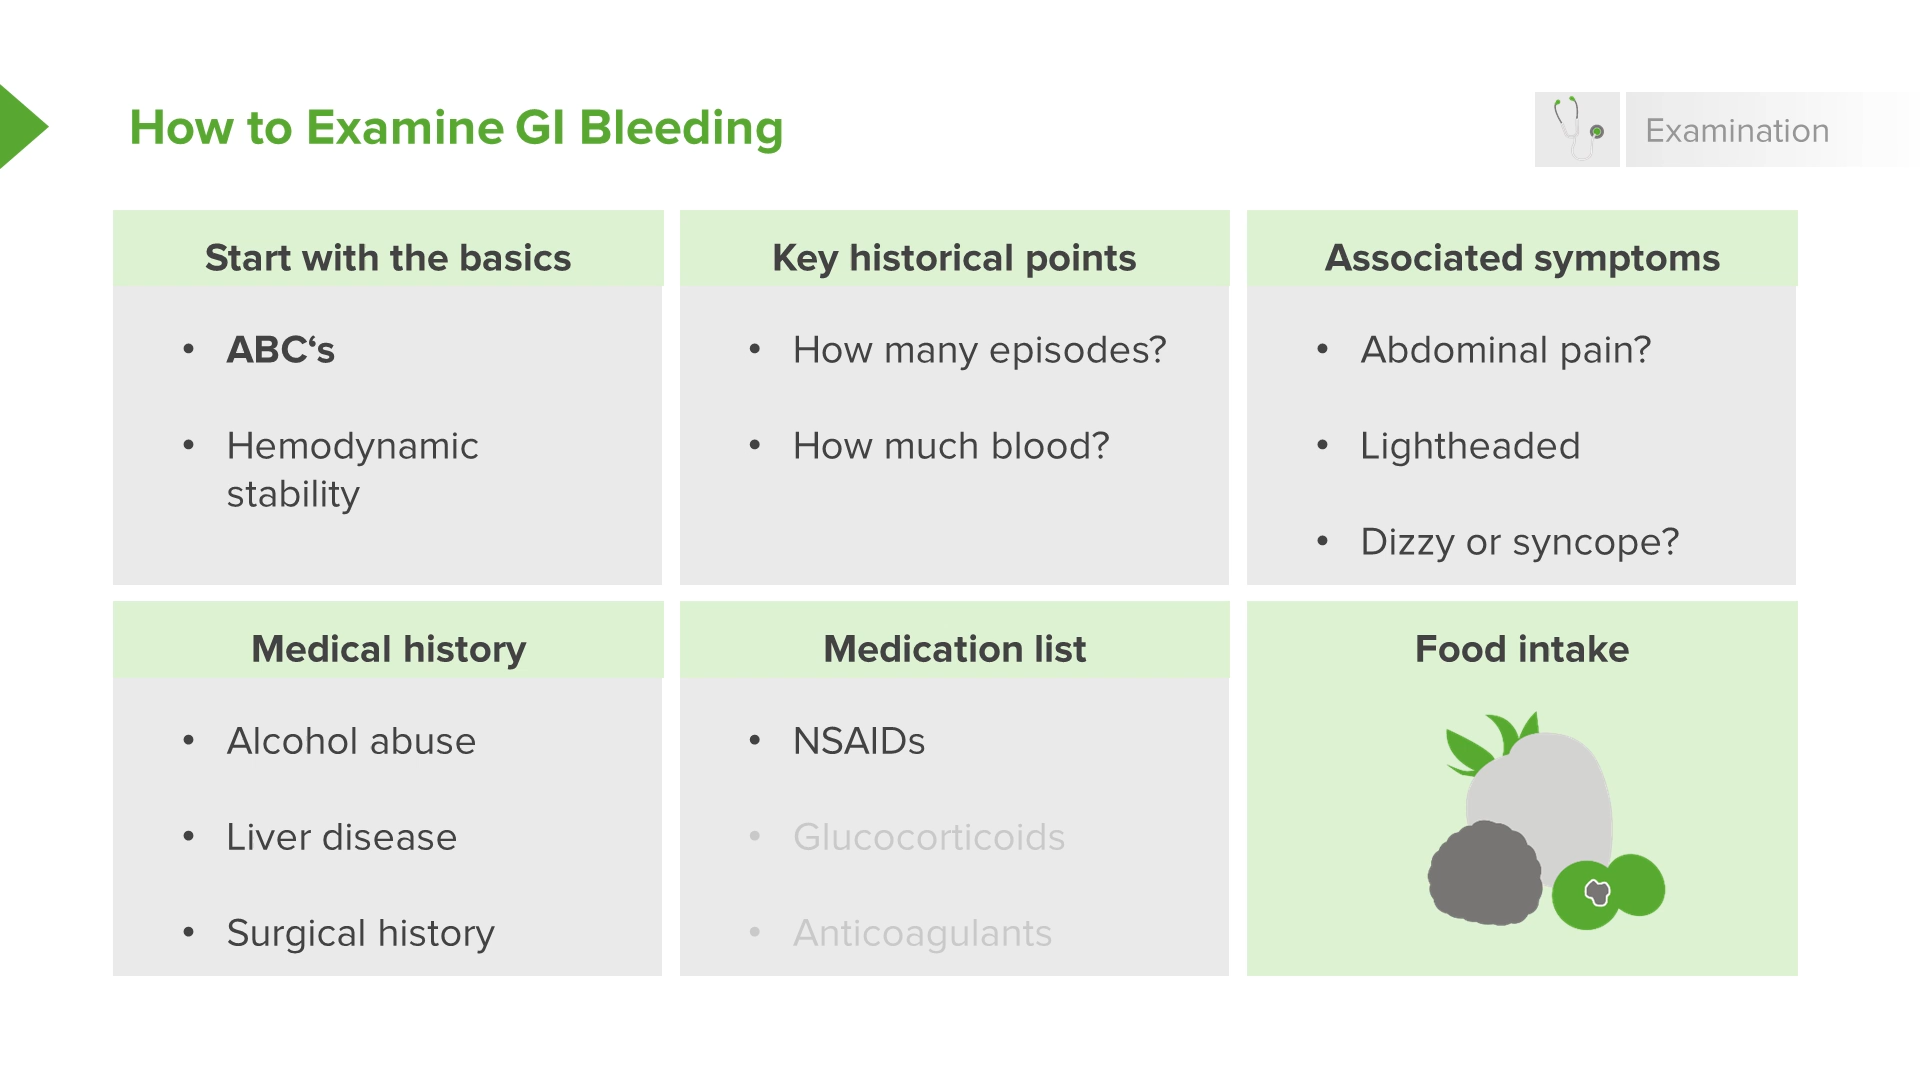 How to Examine GI Bleeding
Examination
Start with the basics
• ABC‘s
• Hemodynamic
stability
Key historical points
• How many episodes?
• How much blood?
Associated symptoms
• Abdominal pain?
• Lightheaded
• Dizzy or syncope?
Medical history
• Alcohol abuse
• Liver disease
• Surgical history
Medication list
• NSAIDs
• Glucocorticoids
• Anticoagulants
Food intake